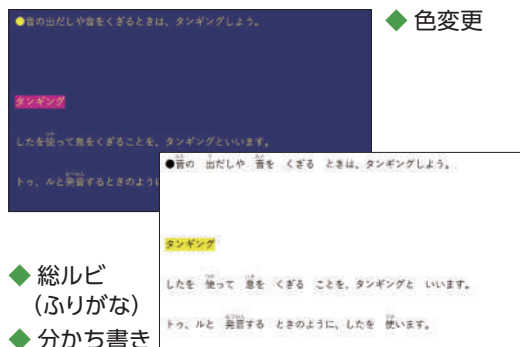 ●音の出だしや音をくぎるときは、タンギングしよう。
◆ 色変更
タンギング
したを使って息をくぎることを、タンギングといいます。
トゥ、ルと発音するときのように
●音の 出だしや 音を くぎる ときは、タンギングしよう。
タンギング
したを 使って 息を くぎる ことを、タンギングと いいます。
トゥ、ルと 発音する ときのように、したを 使います。
◆ 総ルビ
(ふりがな)
◆ 分かち書き